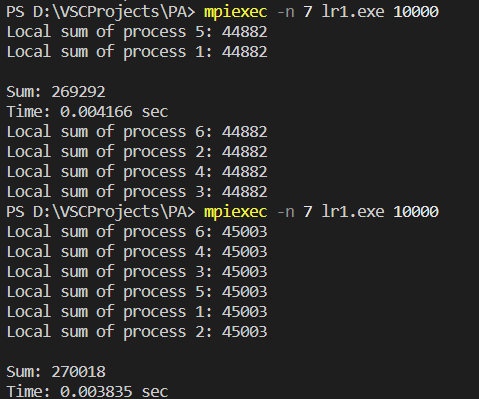 PS D:\VSCProjects\PA> mpiexec -n 7 lr1.exe 10000
Local sum of process 5: 44882
Local sum of process 1: 44882

Sum: 269292
Time: 0.004166 sec
Local sum of process 6: 44882
Local sum of process 2: 44882
Local sum of process 4: 44882
Local sum of process 3: 44882
PS D:\VSCProjects\PA> mpiexec -n 7 lr1.exe 10000
Local sum of process 6: 45003
Local sum of process 4: 45003
Local sum of process 3: 45003
Local sum of process 5: 45003
Local sum of process 1: 45003
Local sum of process 2: 45003

Sum: 270018
Time: 0.003835 sec